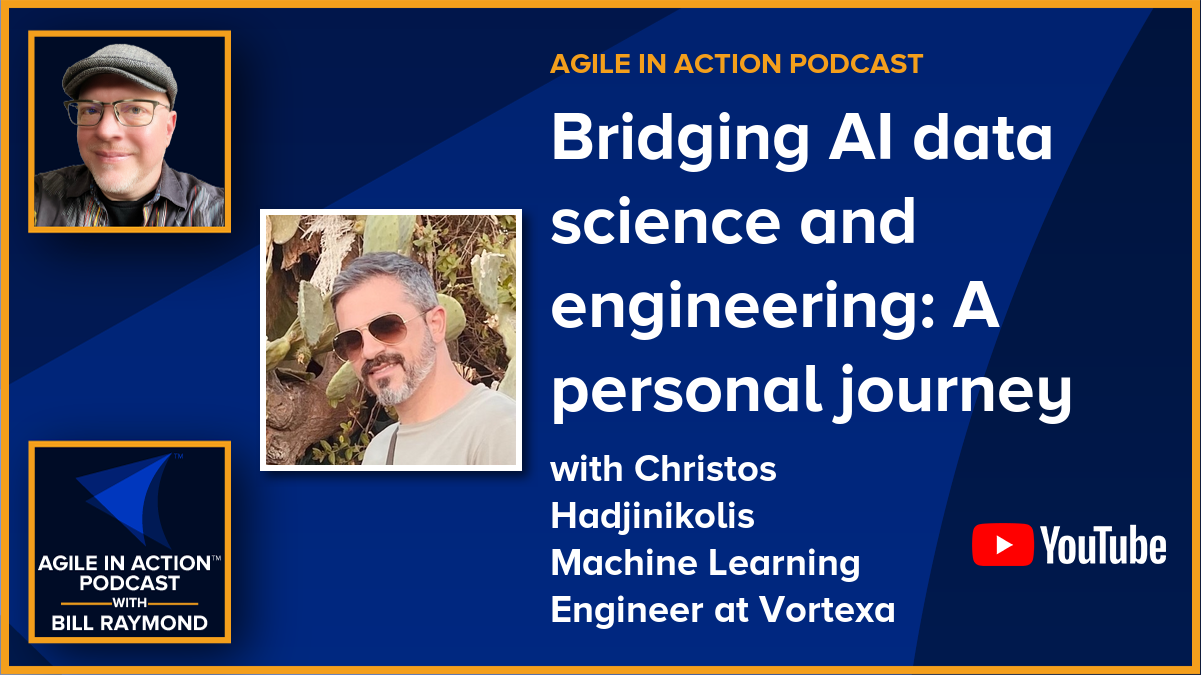 AGILE IN ACTION PODCAST
Bridging AI data
science and
engineering: A
personal journey
with Christos
Hadjinikolis
Machine Learning
Engineer at Vortexa
YouTube
TM
AGILE IN ACTION™
PODCAST
WITH
BILL RAYMOND